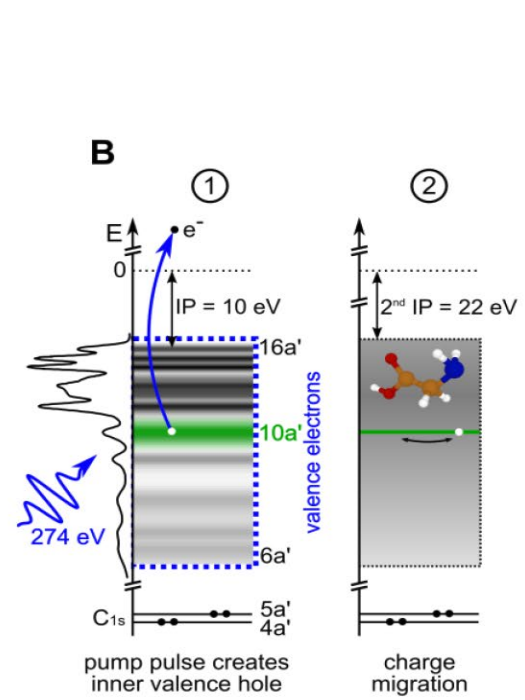 B
1
2
E
e⁻
0
IP = 10 eV
2ⁿᵈ IP = 22 eV
16a'
10a'
valence electrons
274 eV
6a'
C₁ₛ
5a'
4a'
pump pulse creates
inner valence hole
charge
migration